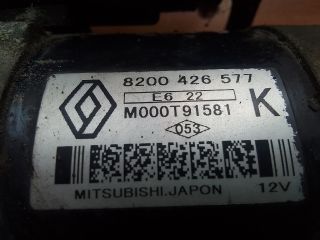 8200 426 577
E6 22
M000T91581 K
053
MITSUBISHI.JAPON 12V